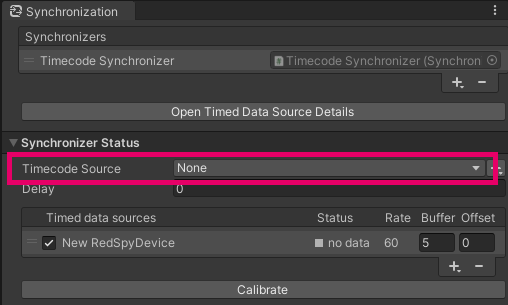 Synchronization
Synchronizers
Timecode Synchronizer Timecode Synchronizer (Synchron
Open Timed Data Source Details
Synchronizer Status
Timecode Source None
Delay 0
Timed data sources Status Rate Buffer Offset
New RedSpyDevice no data 60 5 0
Calibrate